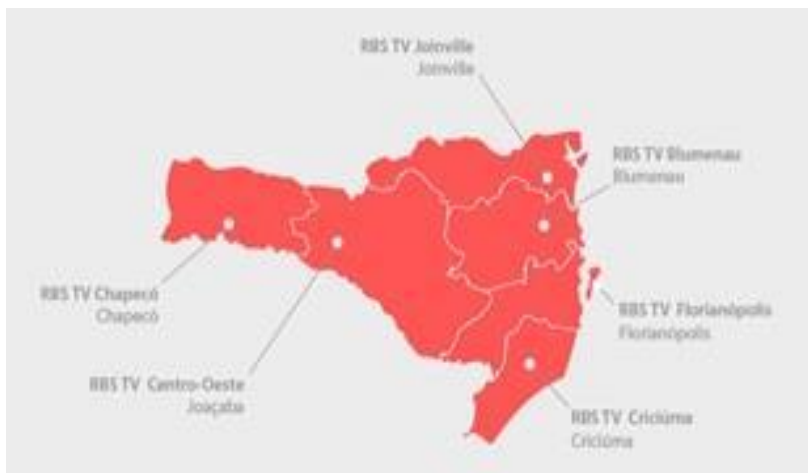 RBS TV Joinville
Joinville
RBS TV Blumenau
Blumenau
RBS TV Chapecó
Chapecó
RBS TV Florianópolis
Florianópolis
RBS TV Centro-Oeste
Joaçaba
RBS TV Criciúma
Criciúma